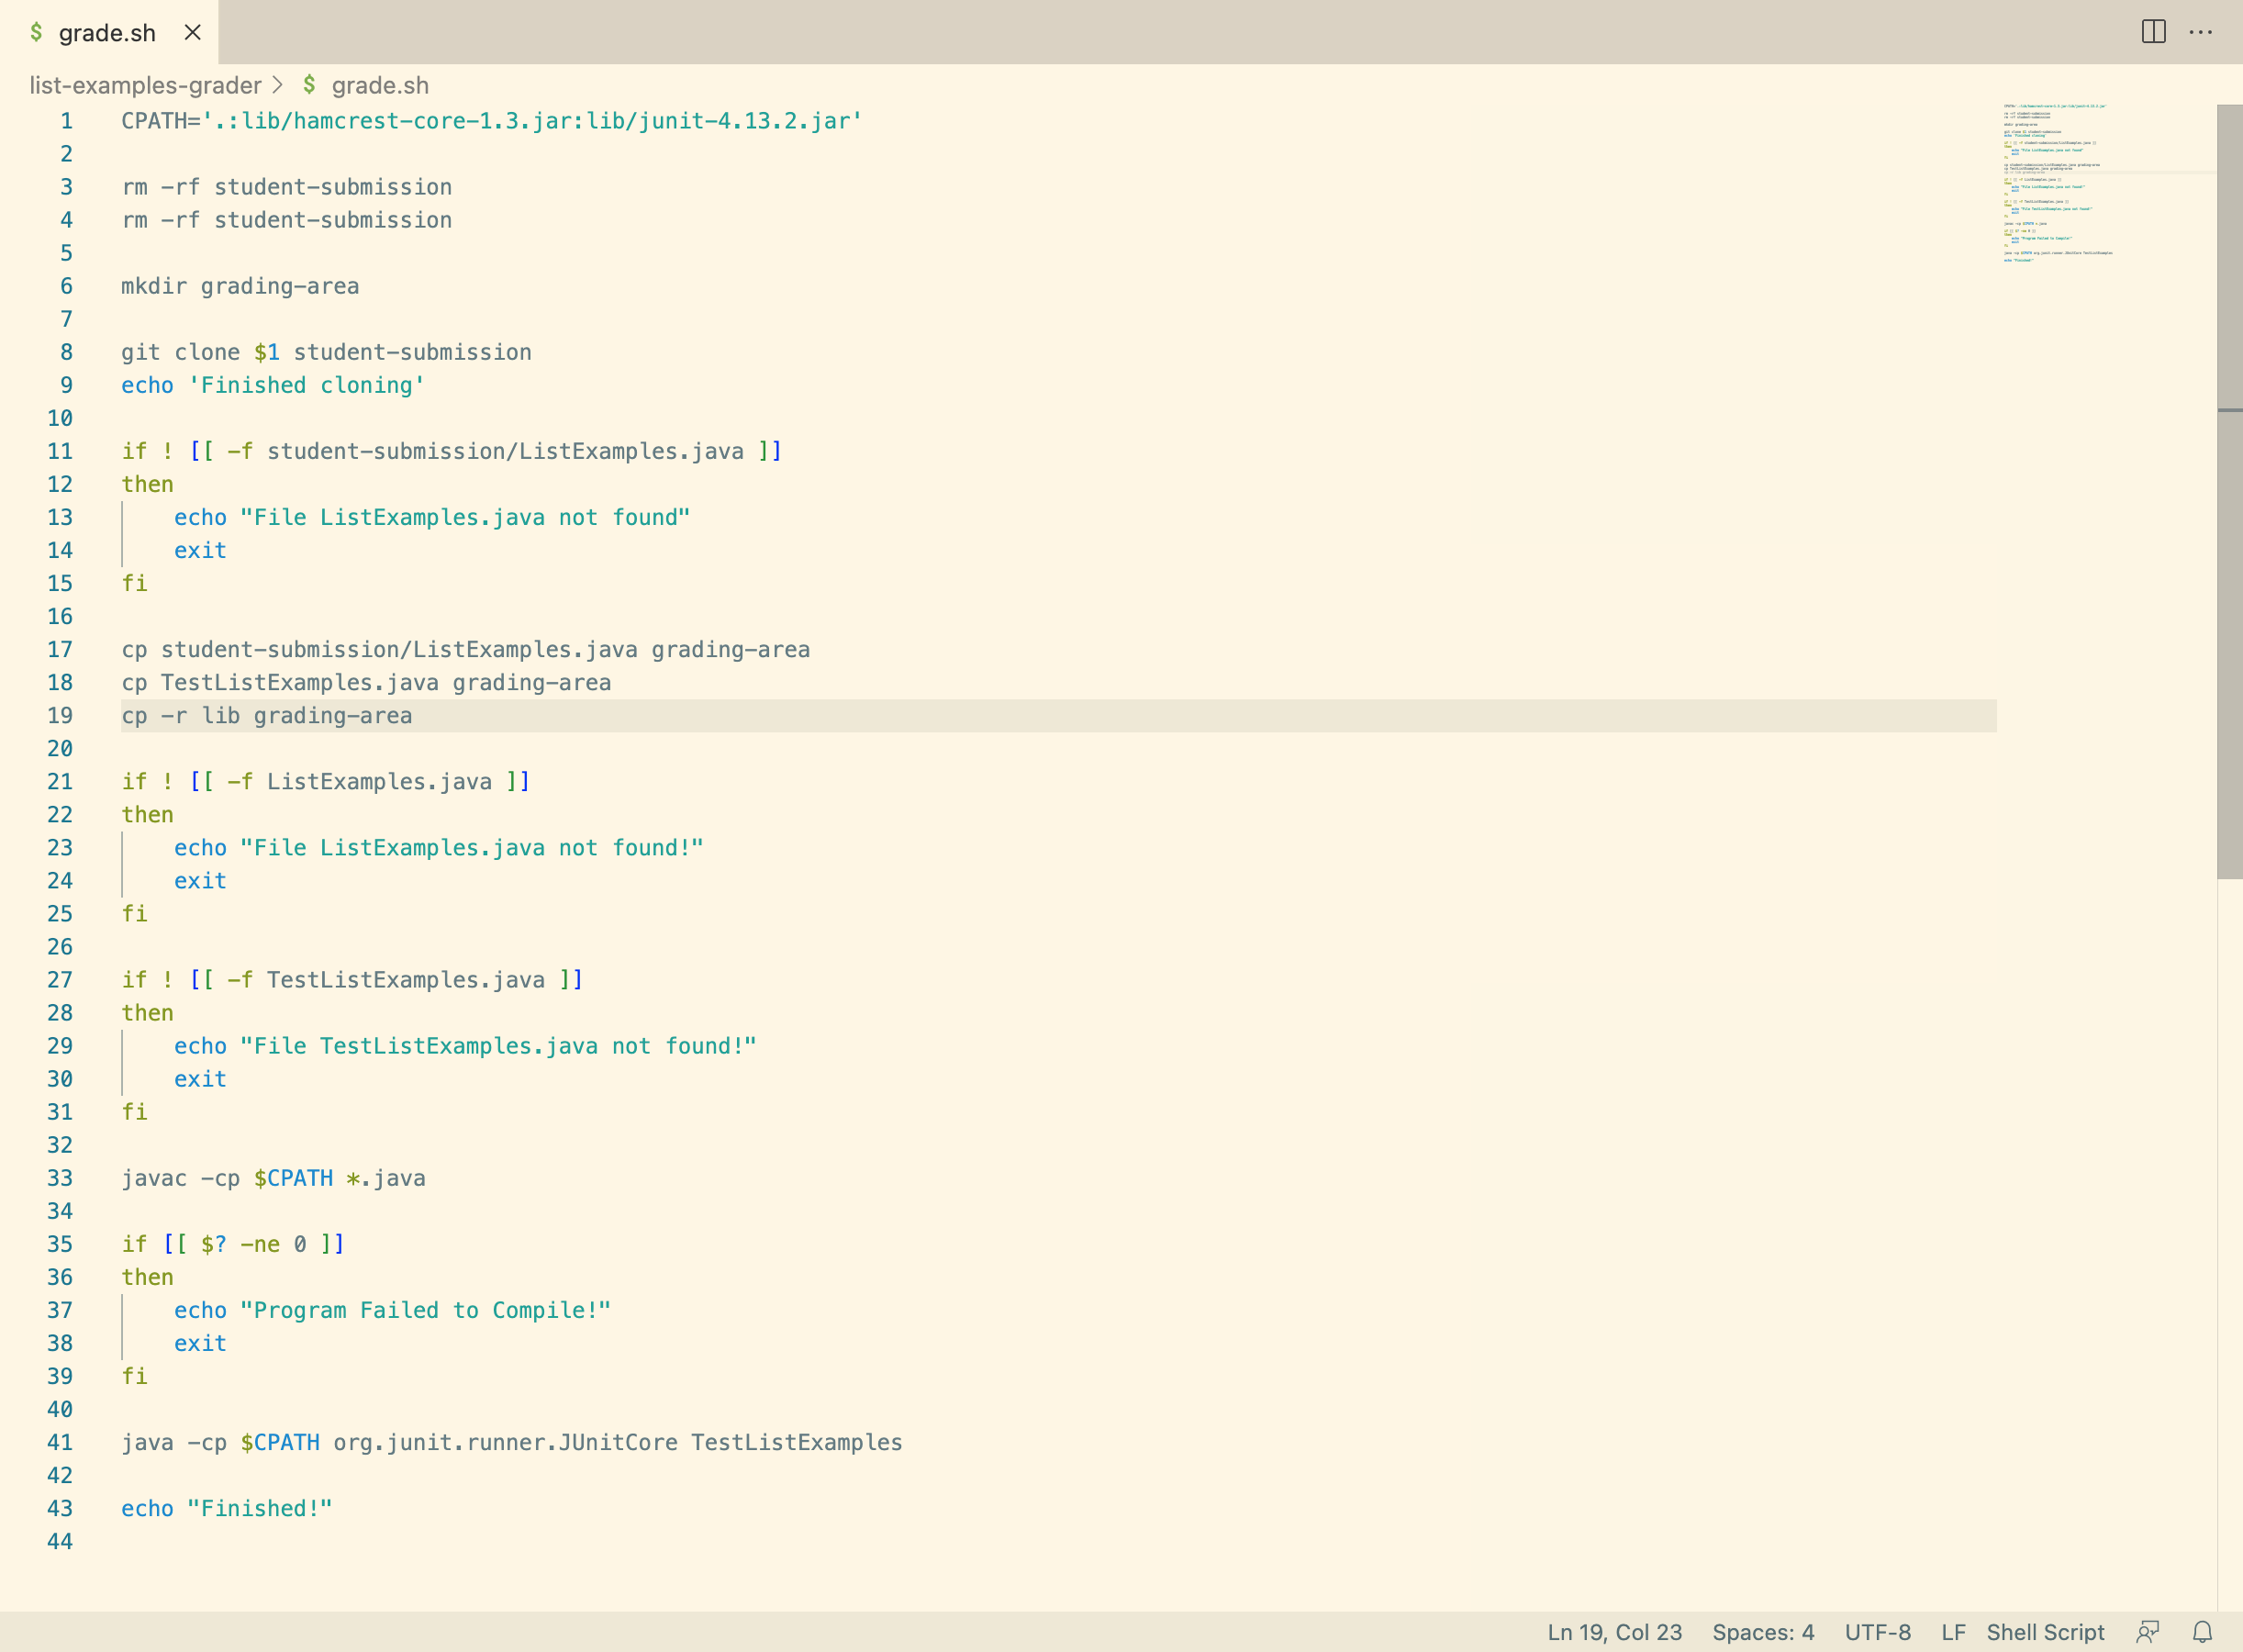 $ grade.sh
list-examples-grader > $ grade.sh
1 CPATH='.:lib/hamcrest-core-1.3.jar:lib/junit-4.13.2.jar'
2
3 rm -rf student-submission
4 rm -rf student-submission
5
6 mkdir grading-area
7
8 git clone $1 student-submission
9 echo 'Finished cloning'
10
11 if ! [[ -f student-submission/ListExamples.java ]]
12 then
13     echo "File ListExamples.java not found"
14     exit
15 fi
16
17 cp student-submission/ListExamples.java grading-area
18 cp TestListExamples.java grading-area
19 cp -r lib grading-area
20
21 if ! [[ -f ListExamples.java ]]
22 then
23     echo "File ListExamples.java not found!"
24     exit
25 fi
26
27 if ! [[ -f TestListExamples.java ]]
28 then
29     echo "File TestListExamples.java not found!"
30     exit
31 fi
32
33 javac -cp $CPATH *.java
34
35 if [[ $? -ne 0 ]]
36 then
37     echo "Program Failed to Compile!"
38     exit
39 fi
40
41 java -cp $CPATH org.junit.runner.JUnitCore TestListExamples
42
43 echo "Finished!"
44
Ln 19, Col 23 Spaces: 4 UTF-8 LF Shell Script